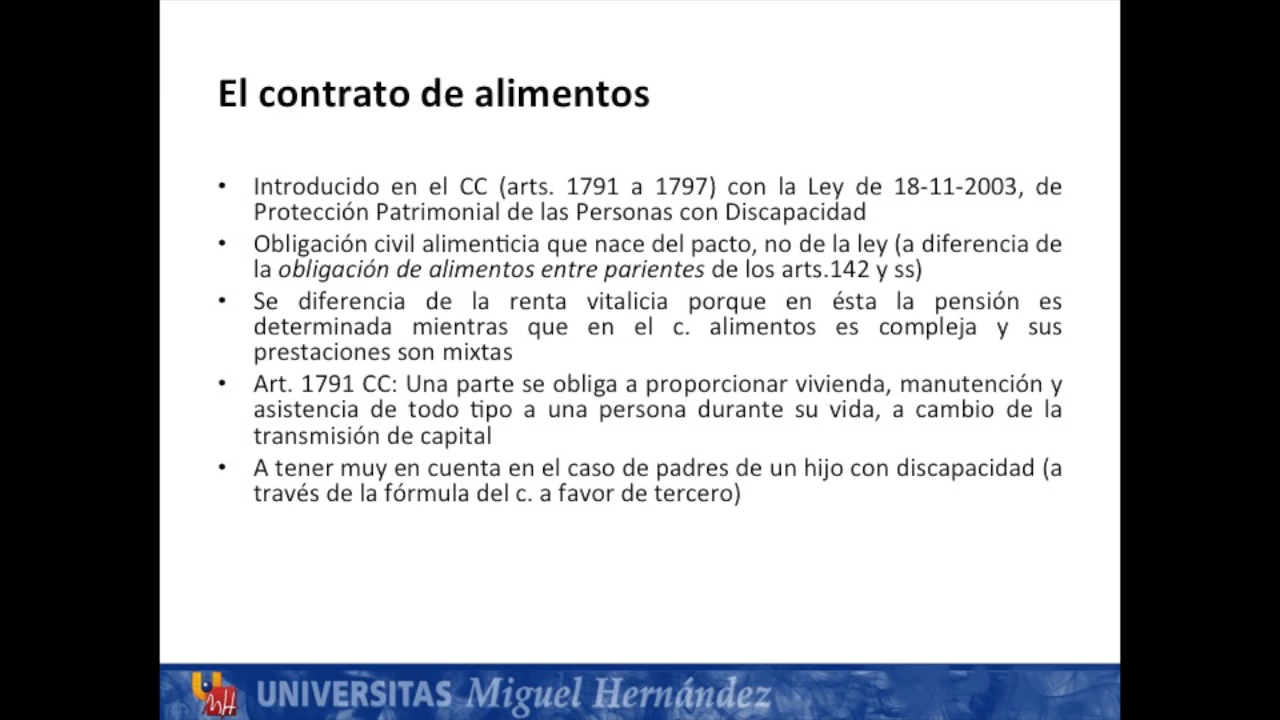 El contrato de alimentos
• Introducido en el CC (arts. 1791 a 1797) con la Ley de 18-11-2003, de
Protección Patrimonial de las Personas con Discapacidad
• Obligación civil alimenticia que nace del pacto, no de la ley (a diferencia de
la obligación de alimentos entre parientes de los arts.142 y ss)
• Se diferencia de la renta vitalicia porque en ésta la pensión es
determinada mientras que en el c. alimentos es compleja y sus
prestaciones son mixtas
• Art. 1791 CC: Una parte se obliga a proporcionar vivienda, manutención y
asistencia de todo tipo a una persona durante su vida, a cambio de la
transmisión de capital
• A tener muy en cuenta en el caso de padres de un hijo con discapacidad (a
través de la fórmula del c. a favor de tercero)
UNIVERSITAS Miguel Hernández